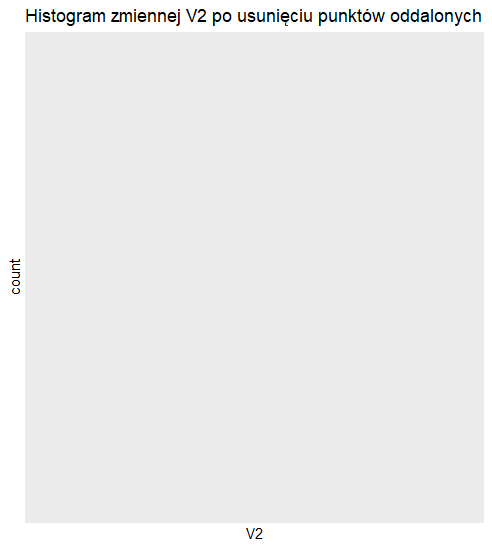 Histogram zmiennej V2 po usunięciu punktów oddalonych
count
V2